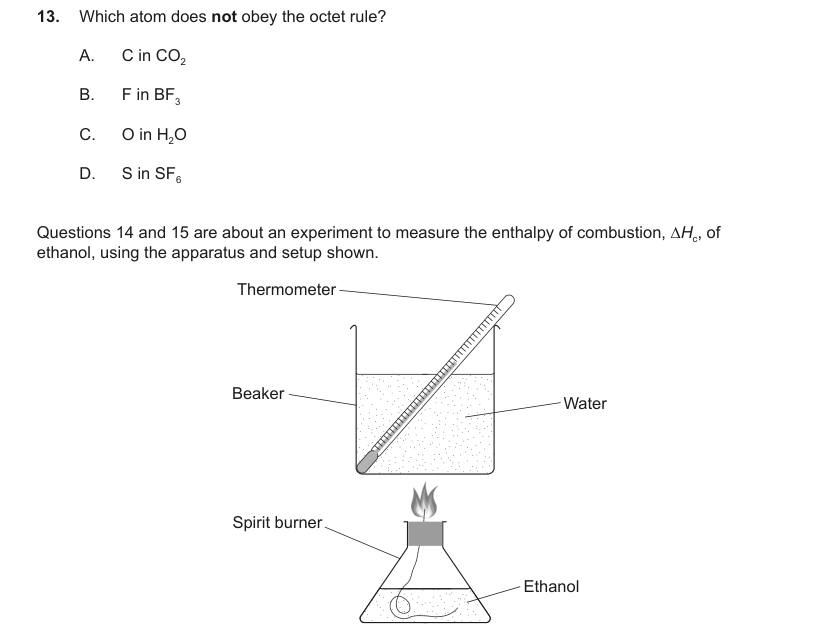 13. Which atom does not obey the octet rule?
A. C in CO₂
B. F in BF₃
C. O in H₂O
D. S in SF₆
Questions 14 and 15 are about an experiment to measure the enthalpy of combustion, ΔH꜀, of
ethanol, using the apparatus and setup shown.
Thermometer
Beaker
Water
Spirit burner
Ethanol